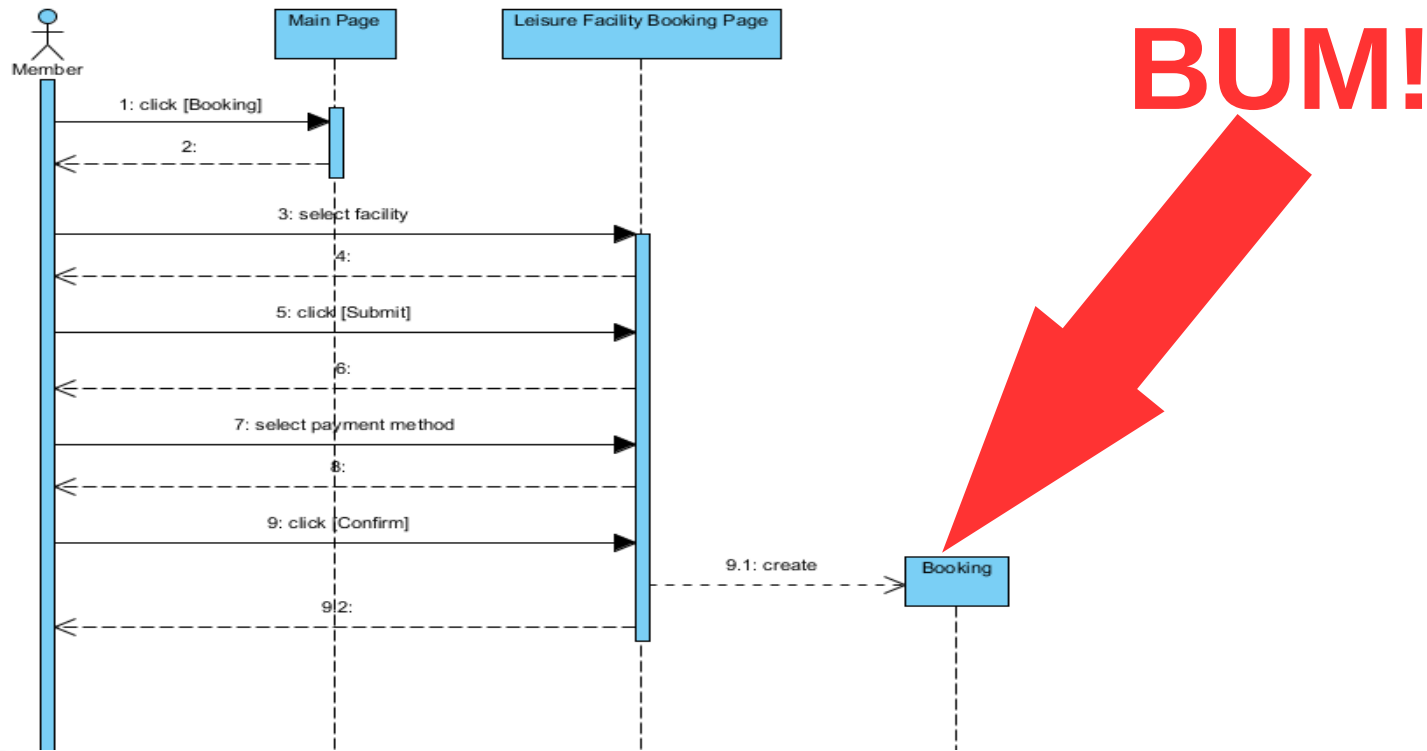 Main Page
Leisure Facility Booking Page
BUM!
Member
1: click [Booking]
2:
3: select facility
4:
5: click [Submit]
6:
7: select payment method
8:
9: click [Confirm]
9.1: create
Booking
9.2: